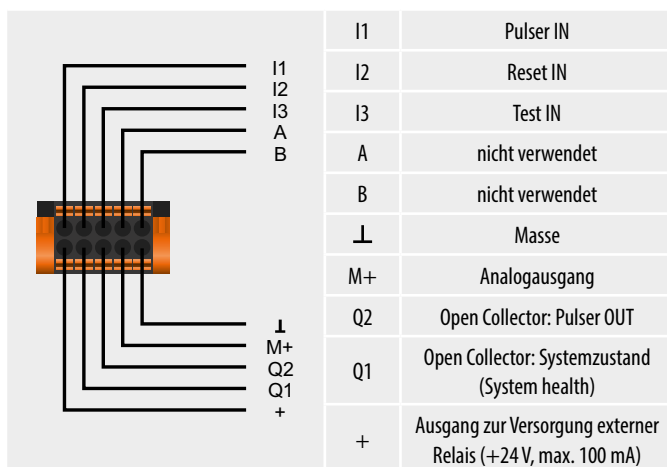 I1
I2
I3
A
B
⊥
M+
Q2
Q1
+
I1 Pulser IN
I2 Reset IN
I3 Test IN
A nicht verwendet
B nicht verwendet
⊥ Masse
M+ Analogausgang
Q2 Open Collector: Pulser OUT
Q1 Open Collector: Systemzustand
(System health)
+ Ausgang zur Versorgung externer
Relais (+24 V, max. 100 mA)